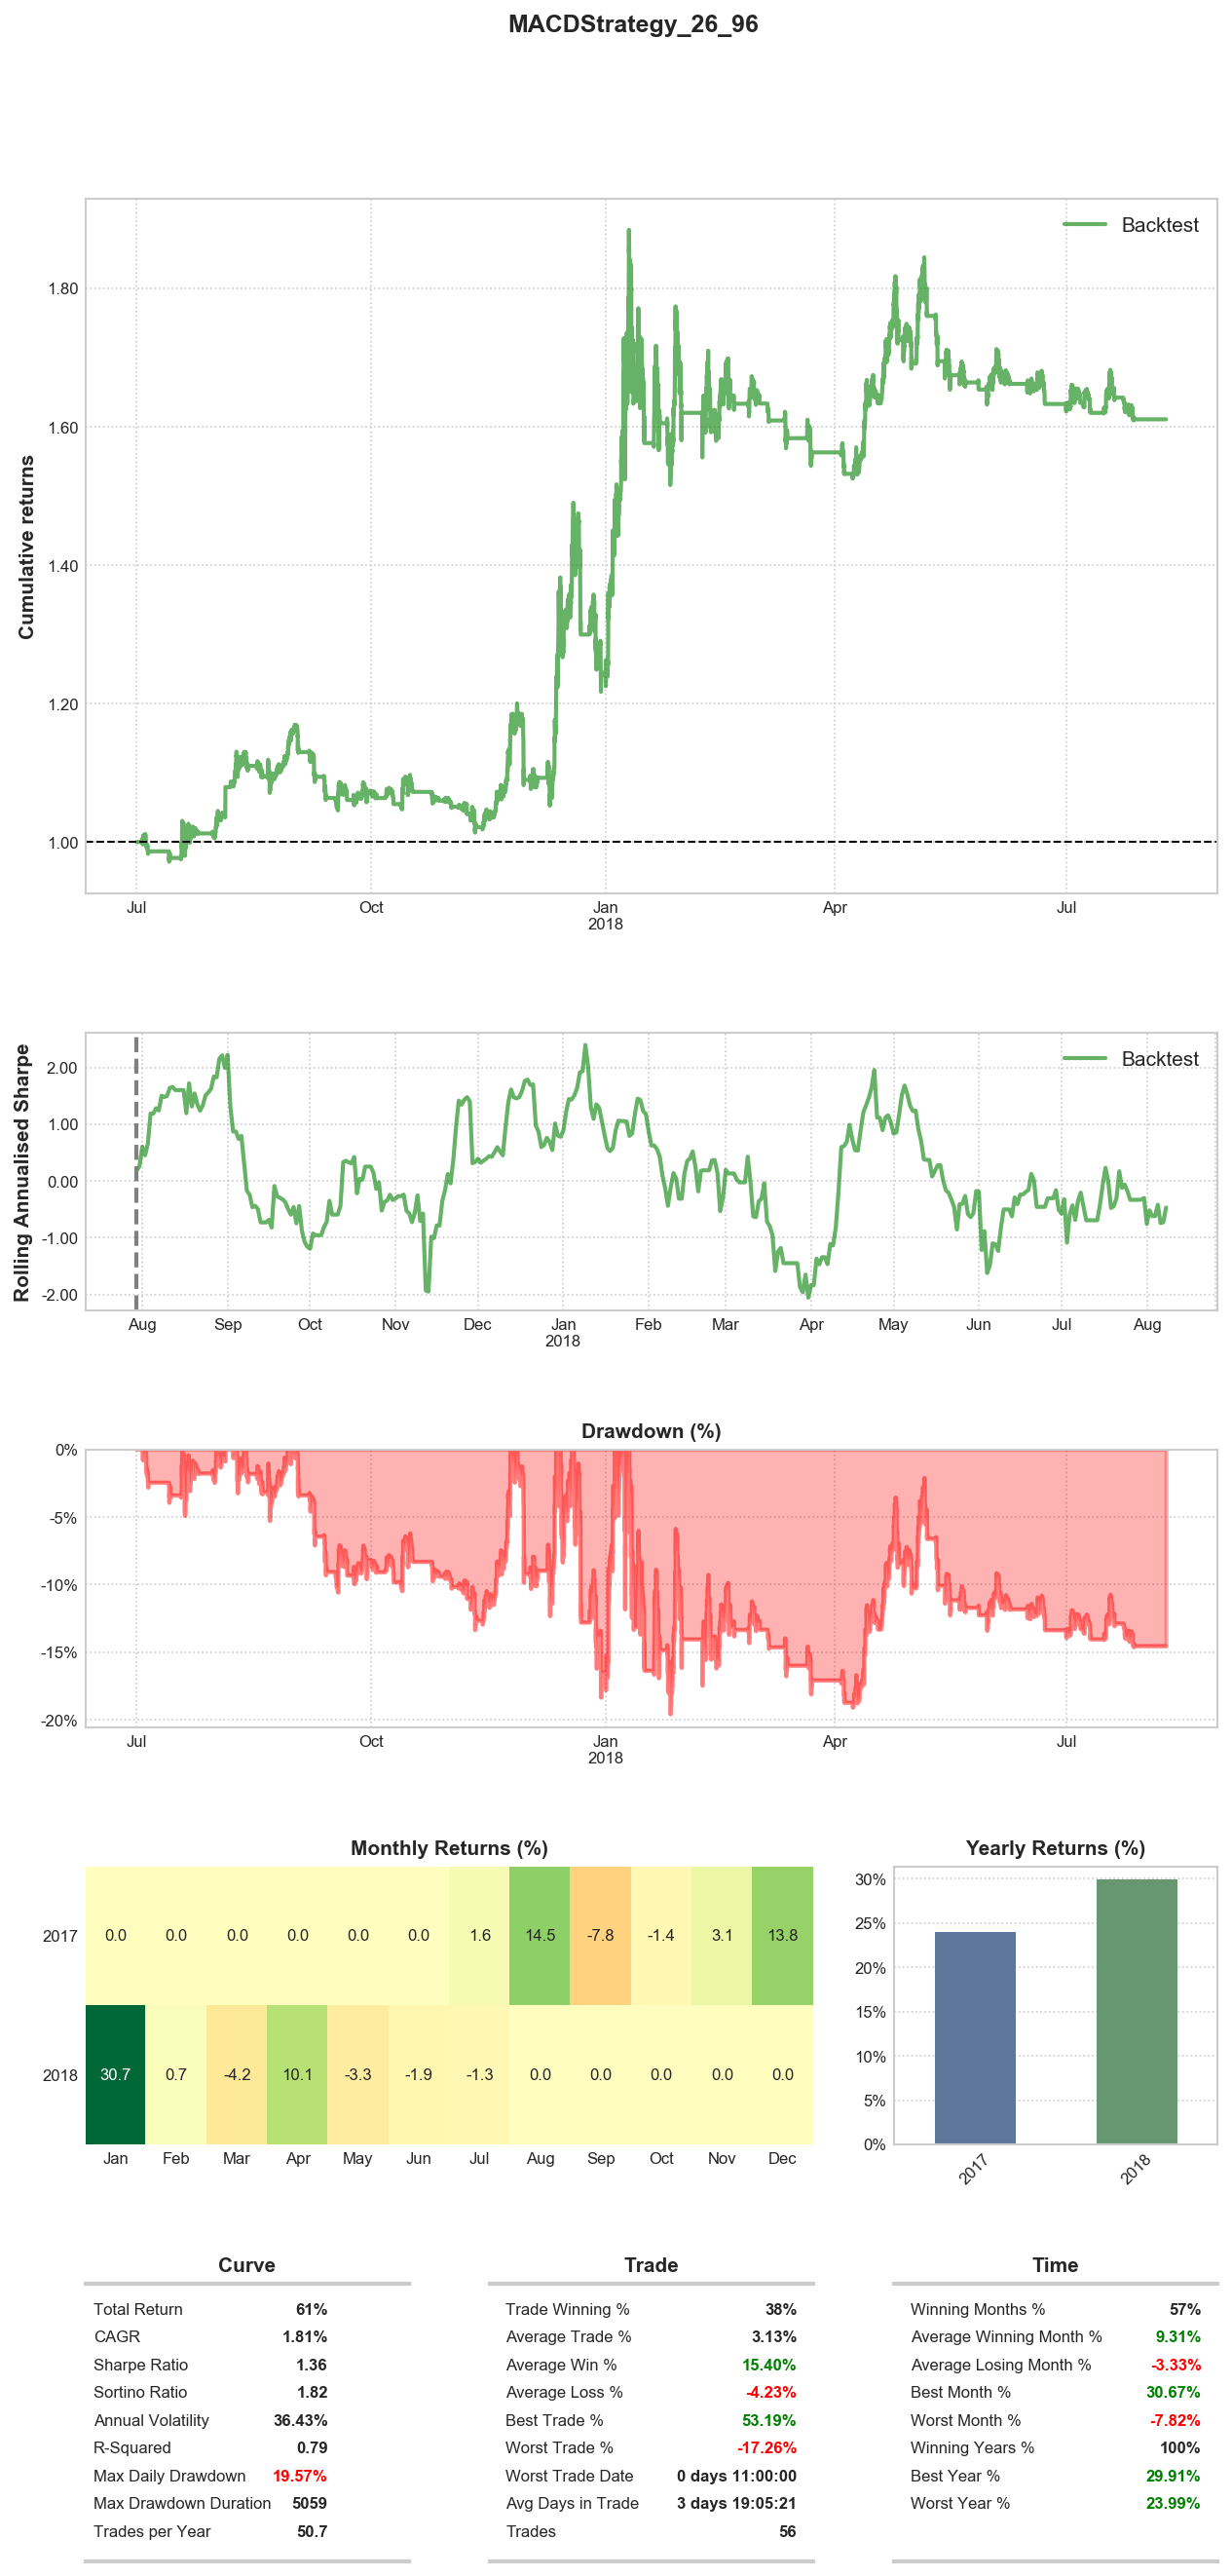 MACDStrategy_26_96
Cumulative returns
Backtest
1.80
1.60
1.40
1.20
1.00
Jul Oct Jan Apr Jul
2018
Rolling Annualised Sharpe
Backtest
2.00
1.00
0.00
-1.00
-2.00
Aug Sep Oct Nov Dec Jan Feb Mar Apr May Jun Jul Aug
2018
Drawdown (%)
0%
-5%
-10%
-15%
-20%
Jul Oct Jan Apr Jul
2018
Monthly Returns (%)
2017 0.0 0.0 0.0 0.0 0.0 0.0 1.6 14.5 -7.8 -1.4 3.1 13.8
2018 30.7 0.7 -4.2 10.1 -3.3 -1.9 -1.3 0.0 0.0 0.0 0.0 0.0
Jan Feb Mar Apr May Jun Jul Aug Sep Oct Nov Dec
Yearly Returns (%)
30%
25%
20%
15%
10%
5%
0%
2017 2018
Curve
Total Return 61%
CAGR 1.81%
Sharpe Ratio 1.36
Sortino Ratio 1.82
Annual Volatility 36.43%
R-Squared 0.79
Max Daily Drawdown 19.57%
Max Drawdown Duration 5059
Trades per Year 50.7
Trade
Trade Winning % 38%
Average Trade % 3.13%
Average Win % 15.40%
Average Loss % -4.23%
Best Trade % 53.19%
Worst Trade % -17.26%
Worst Trade Date 0 days 11:00:00
Avg Days in Trade 3 days 19:05:21
Trades 56
Time
Winning Months % 57%
Average Winning Month % 9.31%
Average Losing Month % -3.33%
Best Month % 30.67%
Worst Month % -7.82%
Winning Years % 100%
Best Year % 29.91%
Worst Year % 23.99%